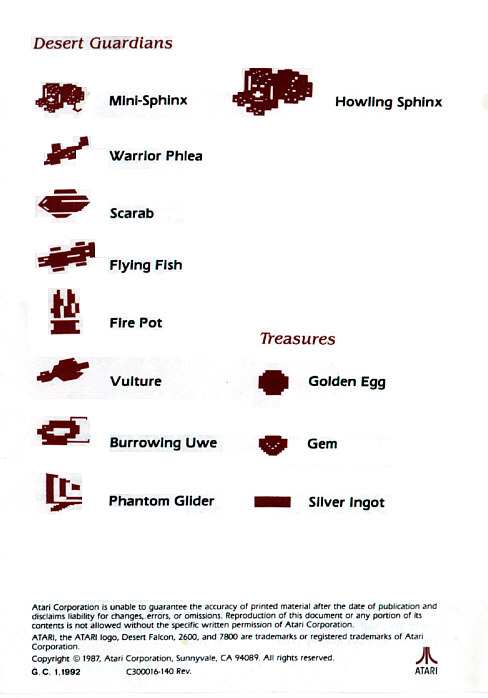 Desert Guardians
Mini-Sphinx
Howling Sphinx
Warrior Phlea
Scarab
Flying Fish
Fire Pot
Vulture
Burrowing Uwe
Phantom Glider
Treasures
Golden Egg
Gem
Silver Ingot
Atari Corporation is unable to guarantee the accuracy of printed material after the date of publication and
disclaims liability for changes, errors, or omissions. Reproduction of this document or any portion of its
contents is not allowed without the specific written permission of Atari Corporation.
ATARI, the ATARI logo, Desert Falcon, 2600, and 7800 are trademarks or registered trademarks of Atari
Corporation.
Copyright © 1987, Atari Corporation, Sunnyvale, CA 94089. All rights reserved.
G.C. 1.1992
C300016-140 Rev.
ATARI